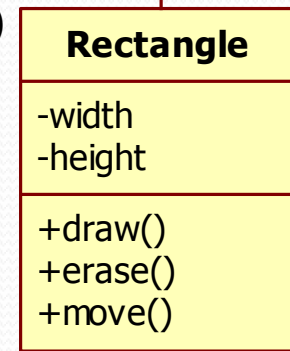 )
Rectangle
-width
-height
+draw()
+erase()
+move()